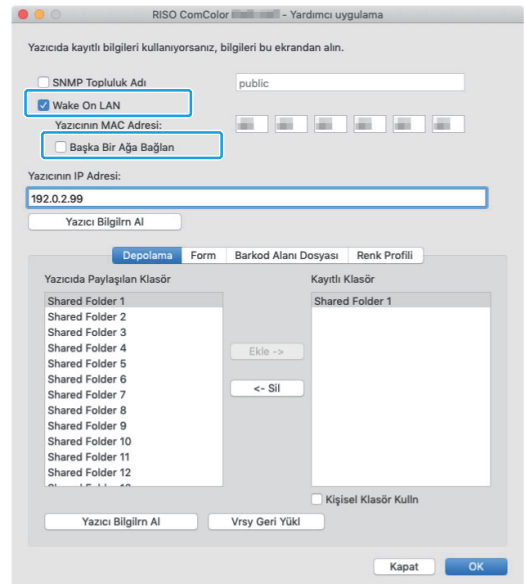 RISO ComColor - Yardımcı uygulama
Yazıcıda kayıtlı bilgileri kullanıyorsanız, bilgileri bu ekrandan alın.
SNMP Topluluk Adı
public
Wake On LAN
Yazıcının MAC Adresi:
Başka Bir Ağa Bağlan
Yazıcının IP Adresi:
192.0.2.99
Yazıcı Bilgilrn Al
Depolama Form Barkod Alanı Dosyası Renk Profili
Yazıcıda Paylaşılan Klasör
Kayıtlı Klasör
Shared Folder 1
Shared Folder 2
Shared Folder 3
Shared Folder 4
Shared Folder 5
Shared Folder 6
Shared Folder 7
Shared Folder 8
Shared Folder 9
Shared Folder 10
Shared Folder 11
Shared Folder 12
Ekle ->
<- Sil
Shared Folder 1
Kişisel Klasör Kulln
Yazıcı Bilgilrn Al
Vrsy Geri Yükl
Kapat
OK